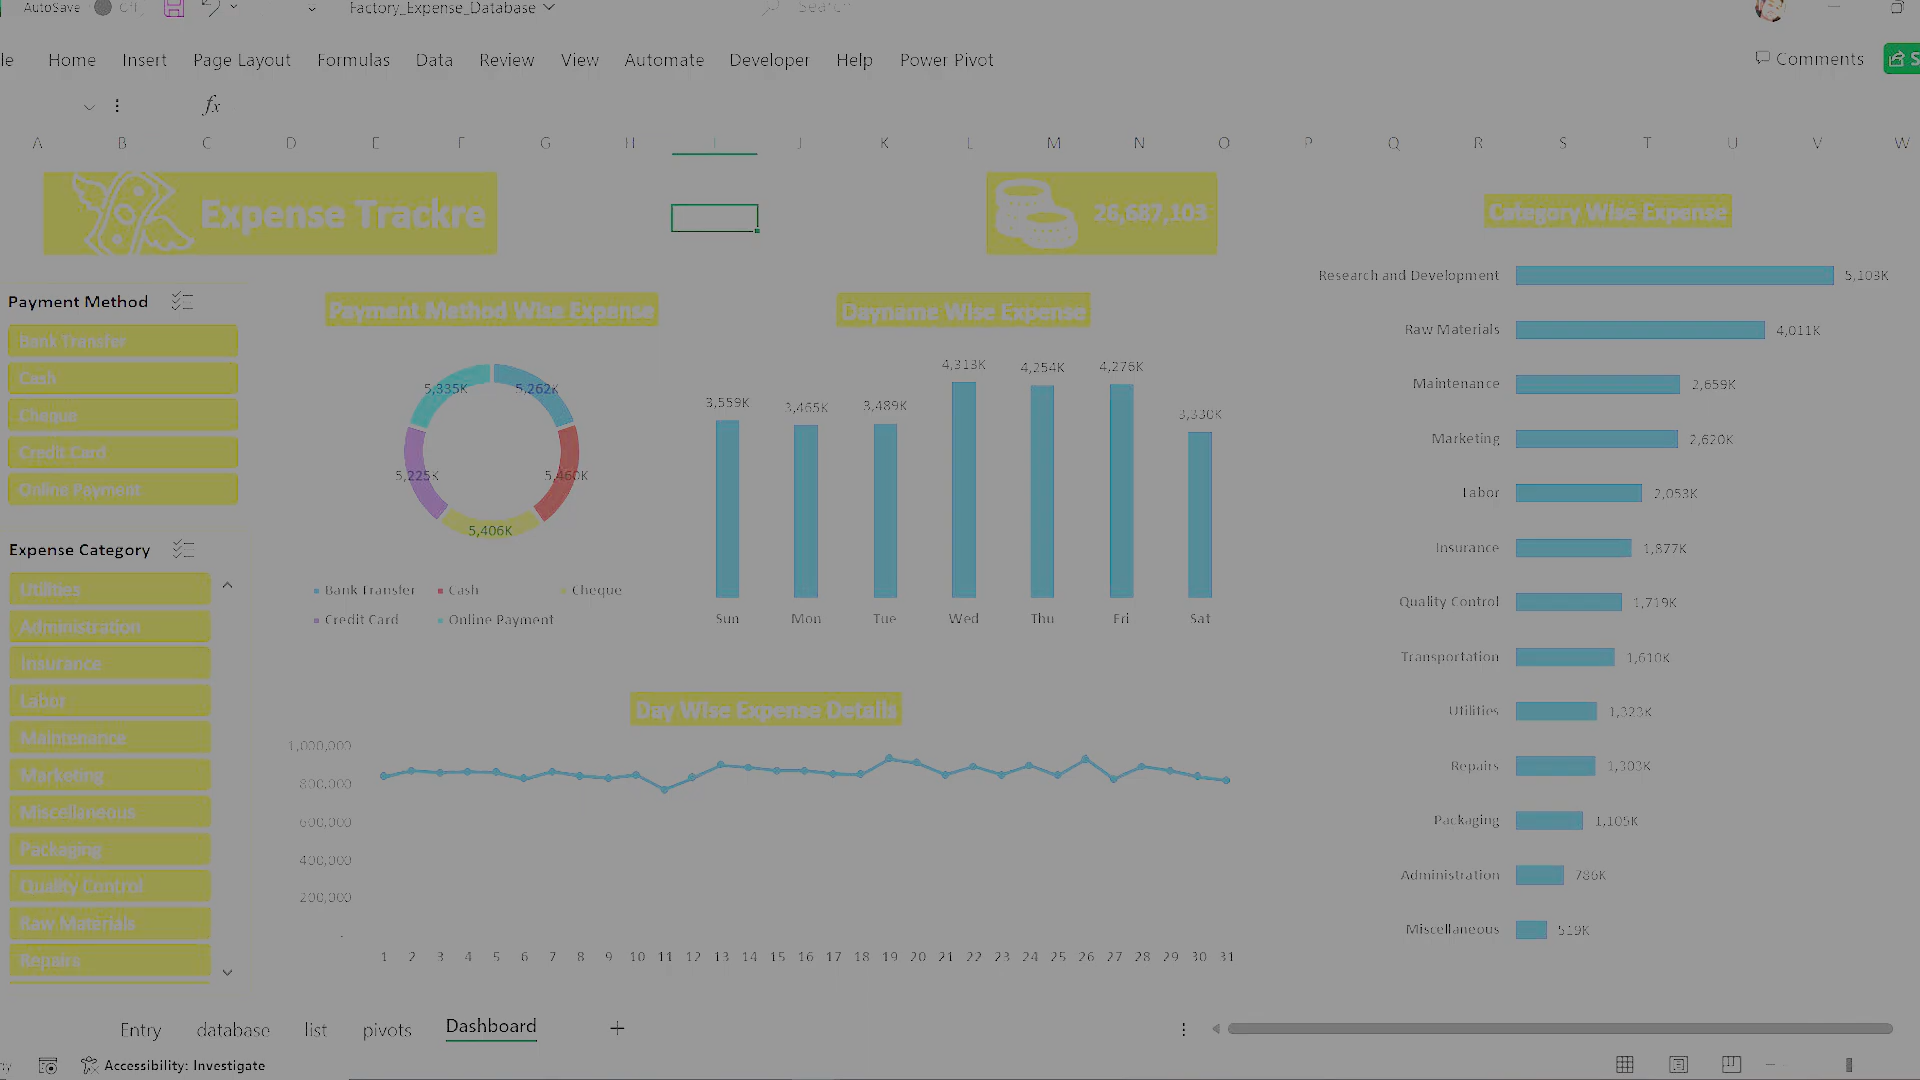 AutoSave
Factory_Expense_Database
Search
Home Insert Page Layout Formulas Data Review View Automate Developer Help Power Pivot
Comments
fx
A B C D E F G H I J K L M N O P Q R S T U V W
Expense Trackre
26,687,103
Category Wise Expense
Payment Method
Bank Transfer
Cash
Cheque
Credit Card
Online Payment
Expense Category
Utilities
Administration
Insurance
Labor
Maintenance
Marketing
Miscellaneous
Packaging
Quality Control
Raw Materials
Repairs
Payment Method Wise Expense
5,335K 5,262K
5,225K 5,460K
5,406K
Bank Transfer Cash Cheque
Credit Card Online Payment
Dayname Wise Expense
3,559K 3,465K 3,489K 4,313K 4,254K 4,276K 3,330K
Sun Mon Tue Wed Thu Fri Sat
Research and Development 5,103K
Raw Materials 4,011K
Maintenance 2,659K
Marketing 2,620K
Labor 2,053K
Insurance 1,877K
Quality Control 1,719K
Transportation 1,610K
Utilities 1,323K
Repairs 1,303K
Packaging 1,105K
Administration 786K
Miscellaneous 519K
Day Wise Expense Details
1,000,000
800,000
600,000
400,000
200,000
-
1 2 3 4 5 6 7 8 9 10 11 12 13 14 15 16 17 18 19 20 21 22 23 24 25 26 27 28 29 30 31
Entry database list pivots Dashboard
Accessibility: Investigate